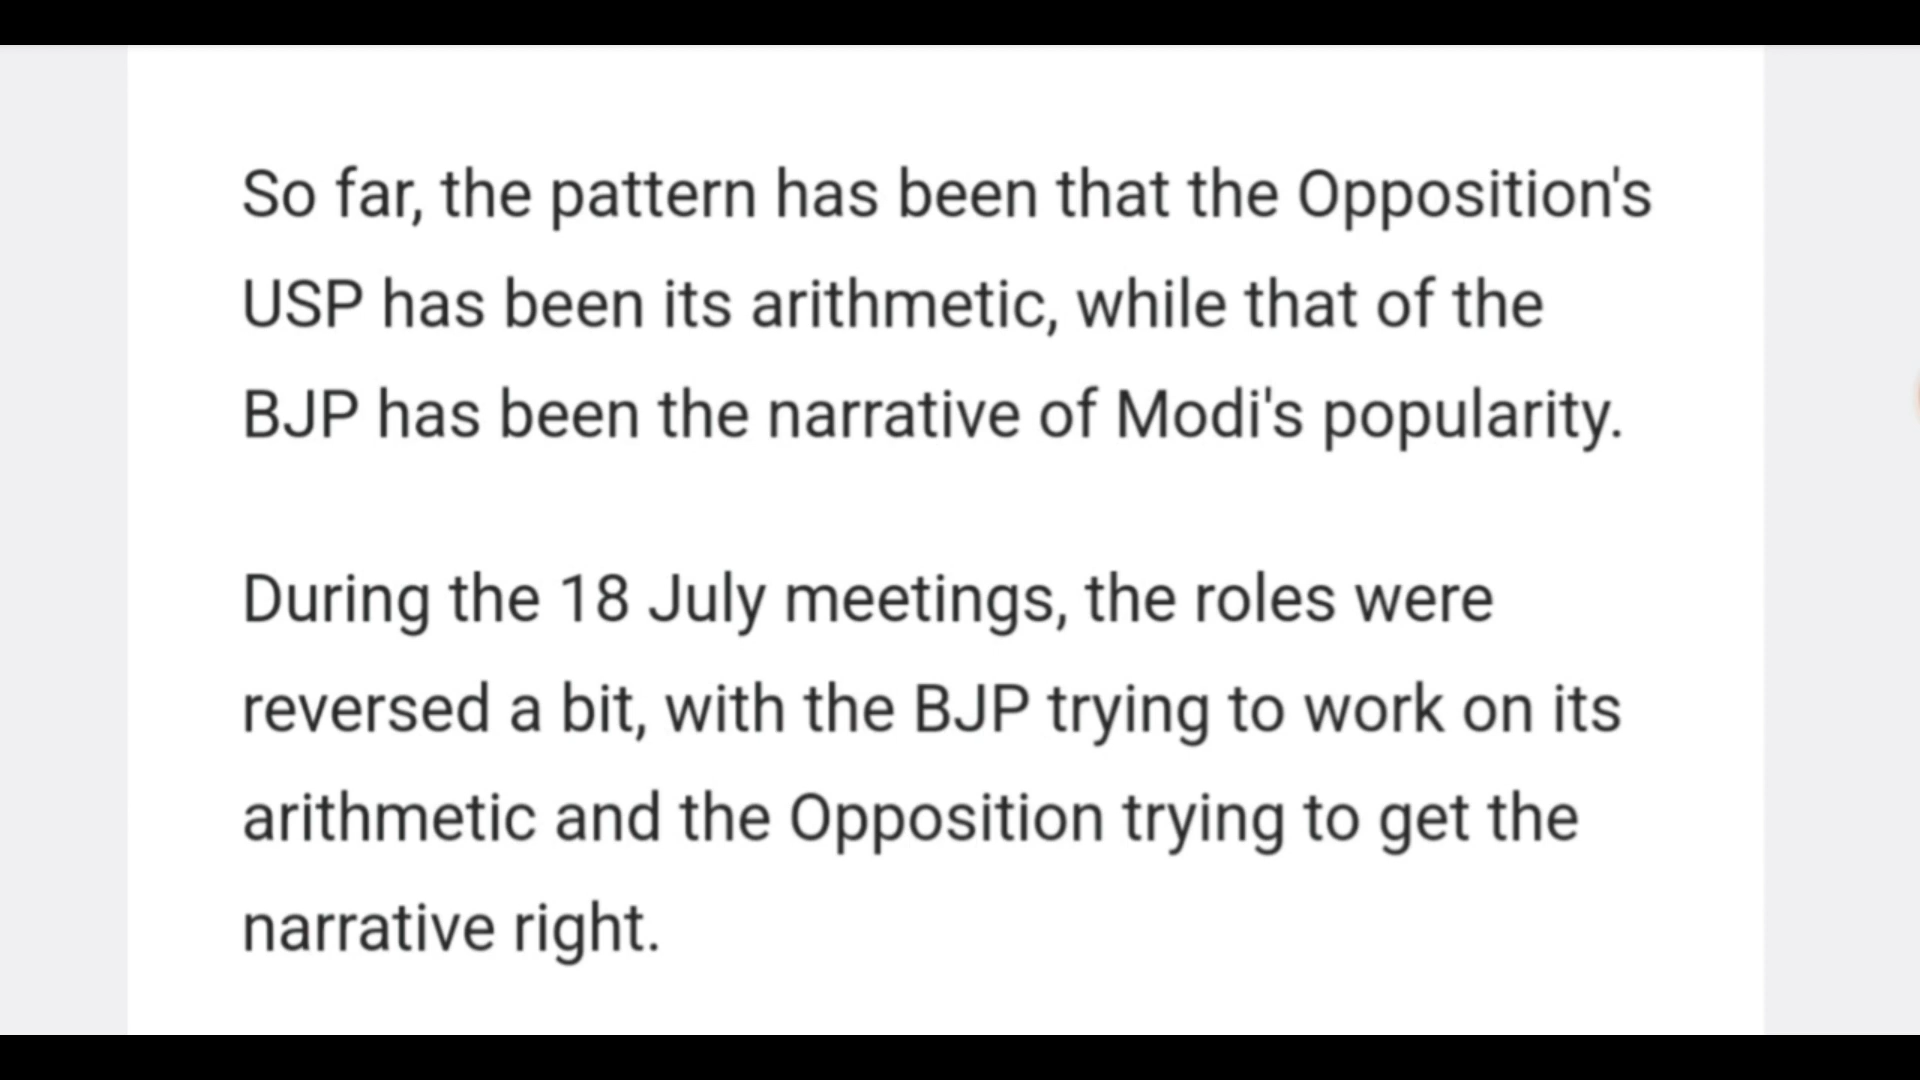 So far, the pattern has been that the Opposition's
USP has been its arithmetic, while that of the
BJP has been the narrative of Modi's popularity.
During the 18 July meetings, the roles were
reversed a bit, with the BJP trying to work on its
arithmetic and the Opposition trying to get the
narrative right.